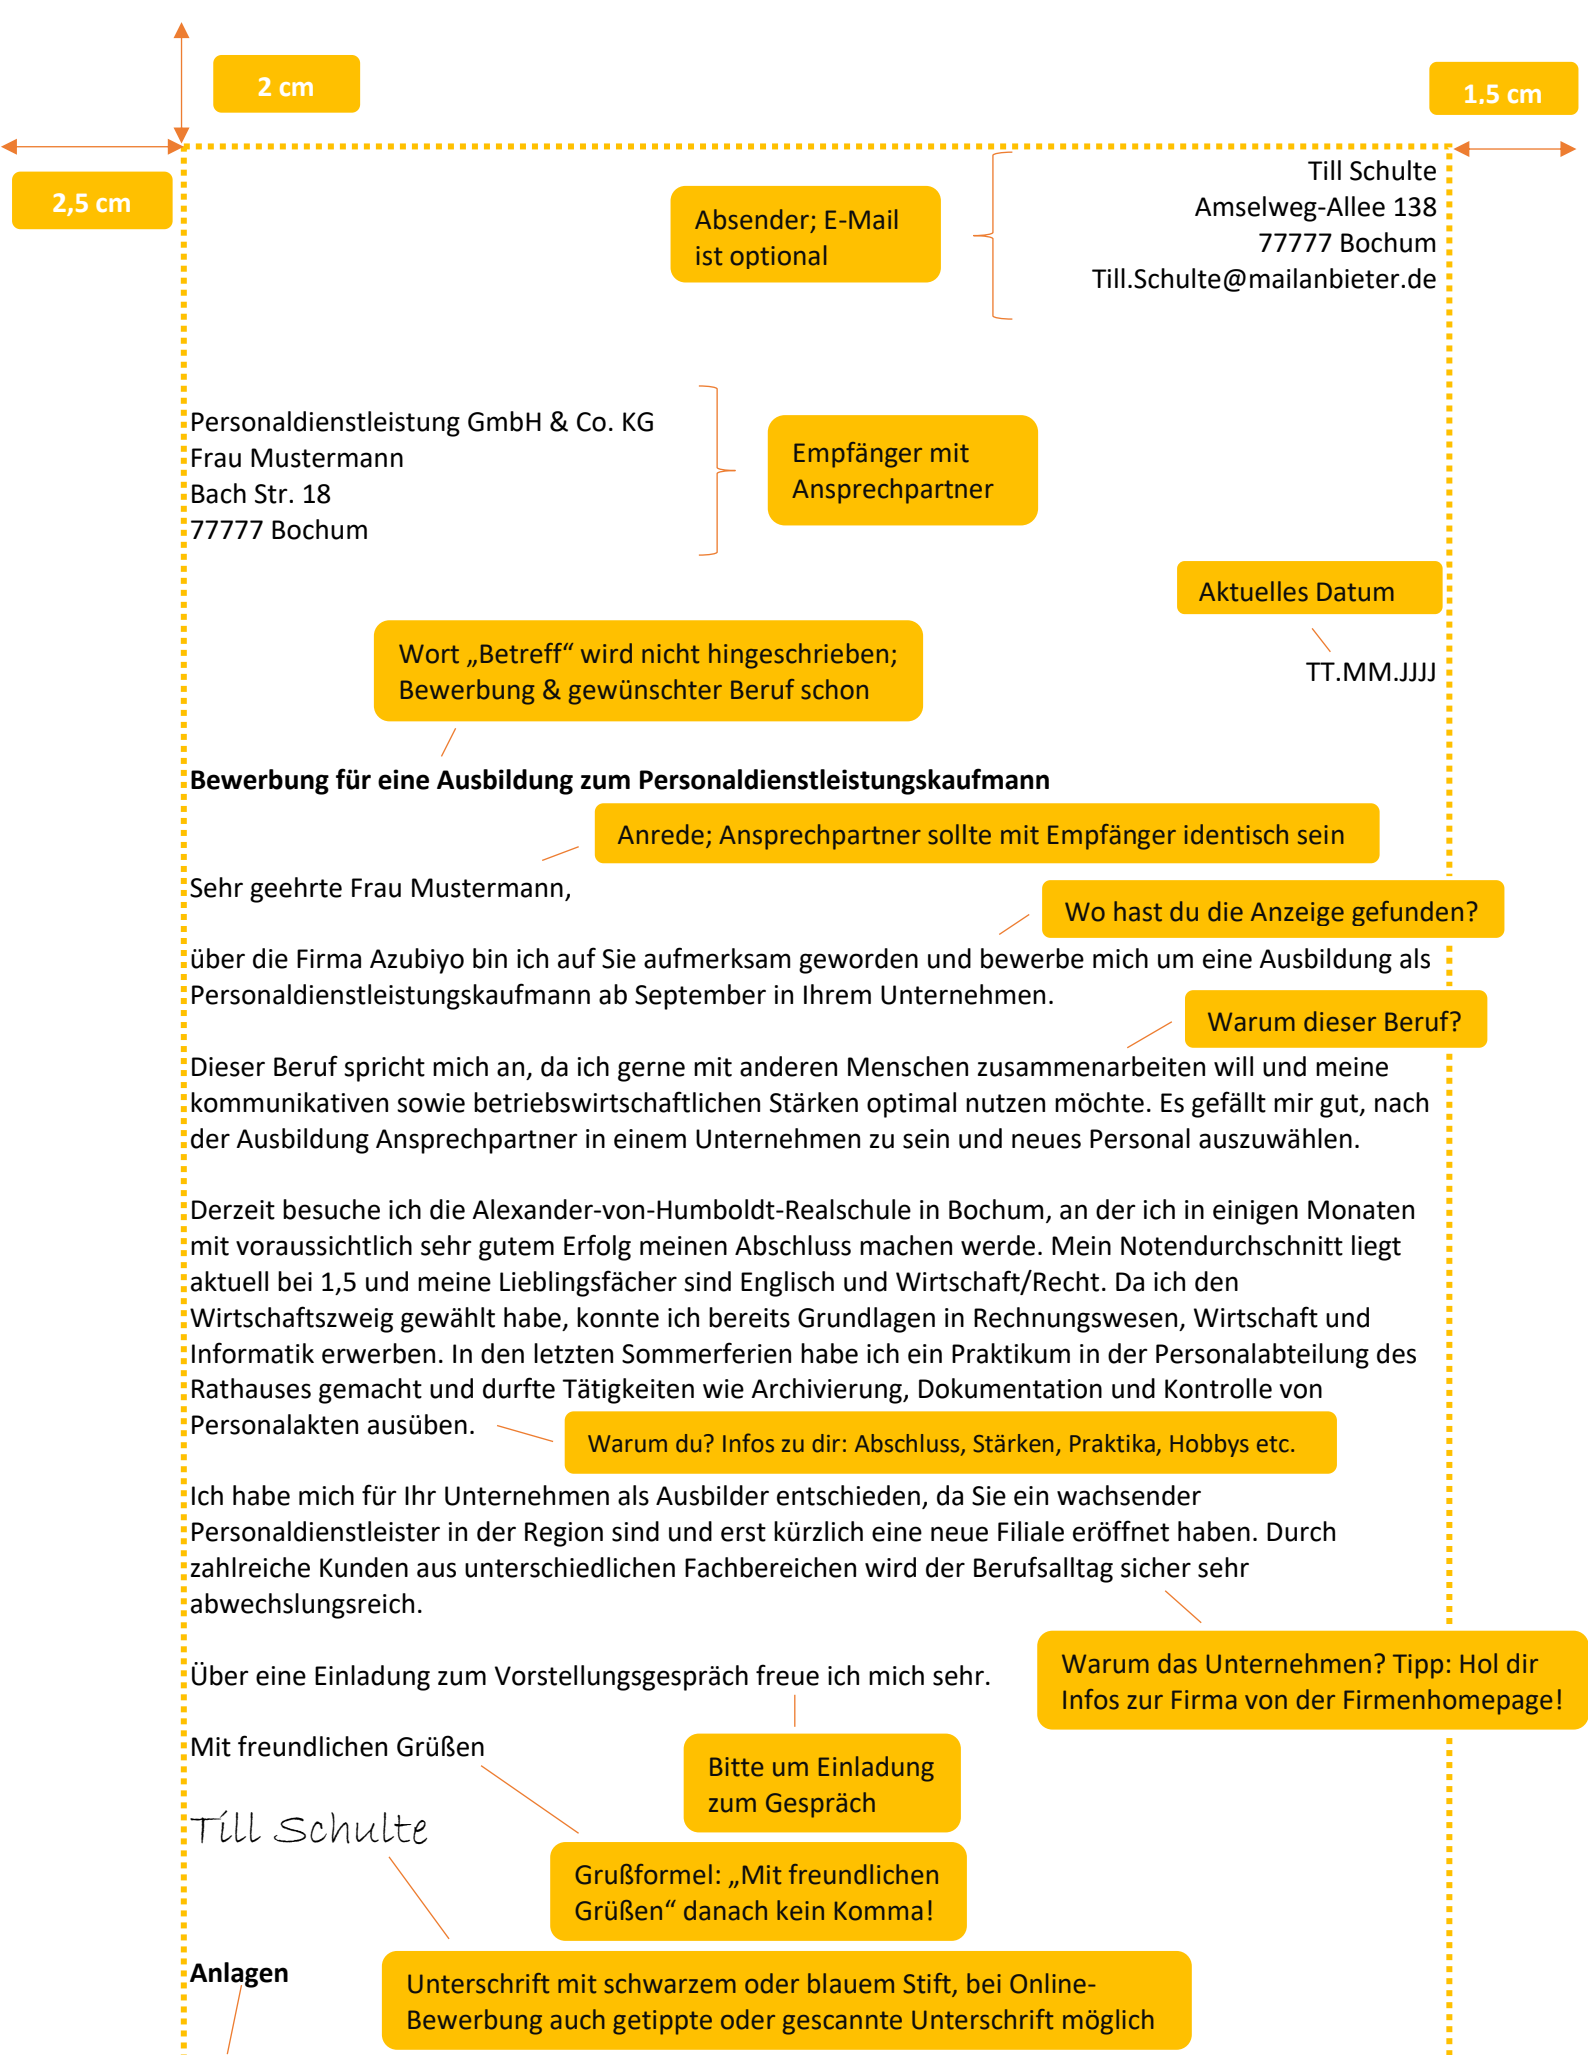 2 cm
1.5 cm
2,5 cm
Till Schulte
Amselweg-Allee 138
77777 Bochum
Till.Schulte@mailanbieter.de
Absender; E-Mail
ist optional
Personaldienstleistung GmbH & Co. KG
Frau Mustermann
Bach Str. 18
77777 Bochum
Empfänger mit
Ansprechpartner
Aktuelles Datum
TT.MM.JJJJ
Wort „Betreff“ wird nicht hingeschrieben;
Bewerbung & gewünschter Beruf schon
Bewerbung für eine Ausbildung zum Personaldienstleistungskaufmann
Anrede; Ansprechpartner sollte mit Empfänger identisch sein
Sehr geehrte Frau Mustermann,
Wo hast du die Anzeige gefunden?
über die Firma Azubiyo bin ich auf Sie aufmerksam geworden und bewerbe mich um eine Ausbildung als
Personaldienstleistungskaufmann ab September in Ihrem Unternehmen.
Warum dieser Beruf?
Dieser Beruf spricht mich an, da ich gerne mit anderen Menschen zusammenarbeiten will und meine
kommunikativen sowie betriebswirtschaftlichen Stärken optimal nutzen möchte. Es gefällt mir gut, nach
der Ausbildung Ansprechpartner in einem Unternehmen zu sein und neues Personal auszuwählen.
Derzeit besuche ich die Alexander-von-Humboldt-Realschule in Bochum, an der ich in einigen Monaten
mit voraussichtlich sehr gutem Erfolg meinen Abschluss machen werde. Mein Notendurchschnitt liegt
aktuell bei 1,5 und meine Lieblingsfächer sind Englisch und Wirtschaft/Recht. Da ich den
Wirtschaftszweig gewählt habe, konnte ich bereits Grundlagen in Rechnungswesen, Wirtschaft und
Informatik erwerben. In den letzten Sommerferien habe ich ein Praktikum in der Personalabteilung des
Rathauses gemacht und durfte Tätigkeiten wie Archivierung, Dokumentation und Kontrolle von
Personalakten ausüben.
Warum du? Infos zu dir: Abschluss, Stärken, Praktika, Hobbys etc.
Ich habe mich für Ihr Unternehmen als Ausbilder entschieden, da Sie ein wachsender
Personaldienstleister in der Region sind und erst kürzlich eine neue Filiale eröffnet haben. Durch
zahlreiche Kunden aus unterschiedlichen Fachbereichen wird der Berufsalltag sicher sehr
abwechslungsreich.
Warum das Unternehmen? Tipp: Hol dir
Infos zur Firma von der Firmenhomepage!
Über eine Einladung zum Vorstellungsgespräch freue ich mich sehr.
Bitte um Einladung
zum Gespräch
Mit freundlichen Grüßen
Till Schulte
Grußformel: „Mit freundlichen
Grüßen“ danach kein Komma!
Anlagen
Unterschrift mit schwarzem oder blauem Stift, bei Online-
Bewerbung auch getippte oder gescannte Unterschrift möglich